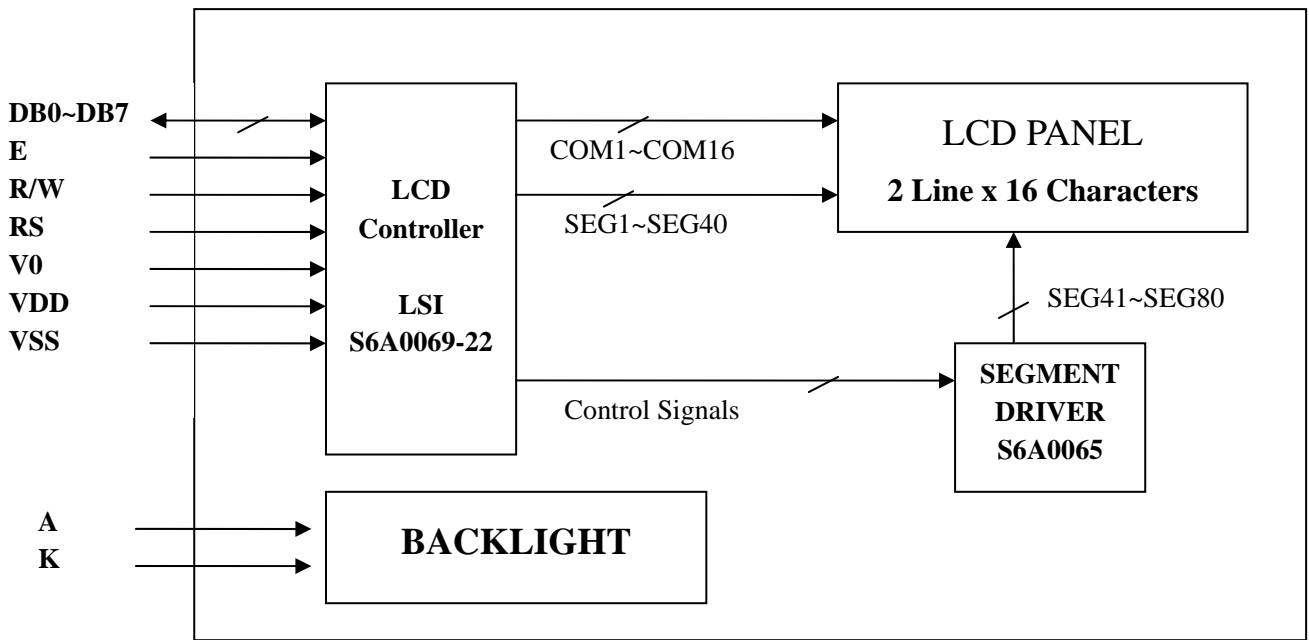 DB0~DB7
E
R/W
RS
V0
VDD
VSS
A
K
LCD
Controller
LSI
S6A0069-22
COM1~COM16
SEG1~SEG40
Control Signals
LCD PANEL
2 Line x 16 Characters
SEG41~SEG80
SEGMENT
DRIVER
S6A0065
BACKLIGHT